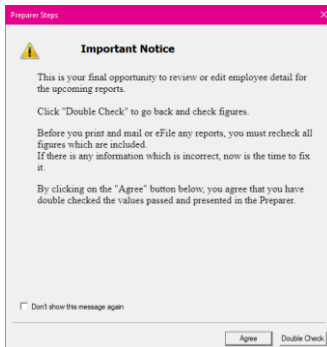 Preparer Steps
Important Notice
This is your final opportunity to review or edit employee detail for
the upcoming reports.
Click "Double Check" to go back and check figures.
Before you print and mail or eFile any reports, you must recheck all
figures which are included.
If there is any information which is incorrect, now is the time to fix
it.
By clicking on the "Agree" button below, you agree that you have
double checked the values passed and presented in the Preparer.
Don't show this message again
Agree Double Check